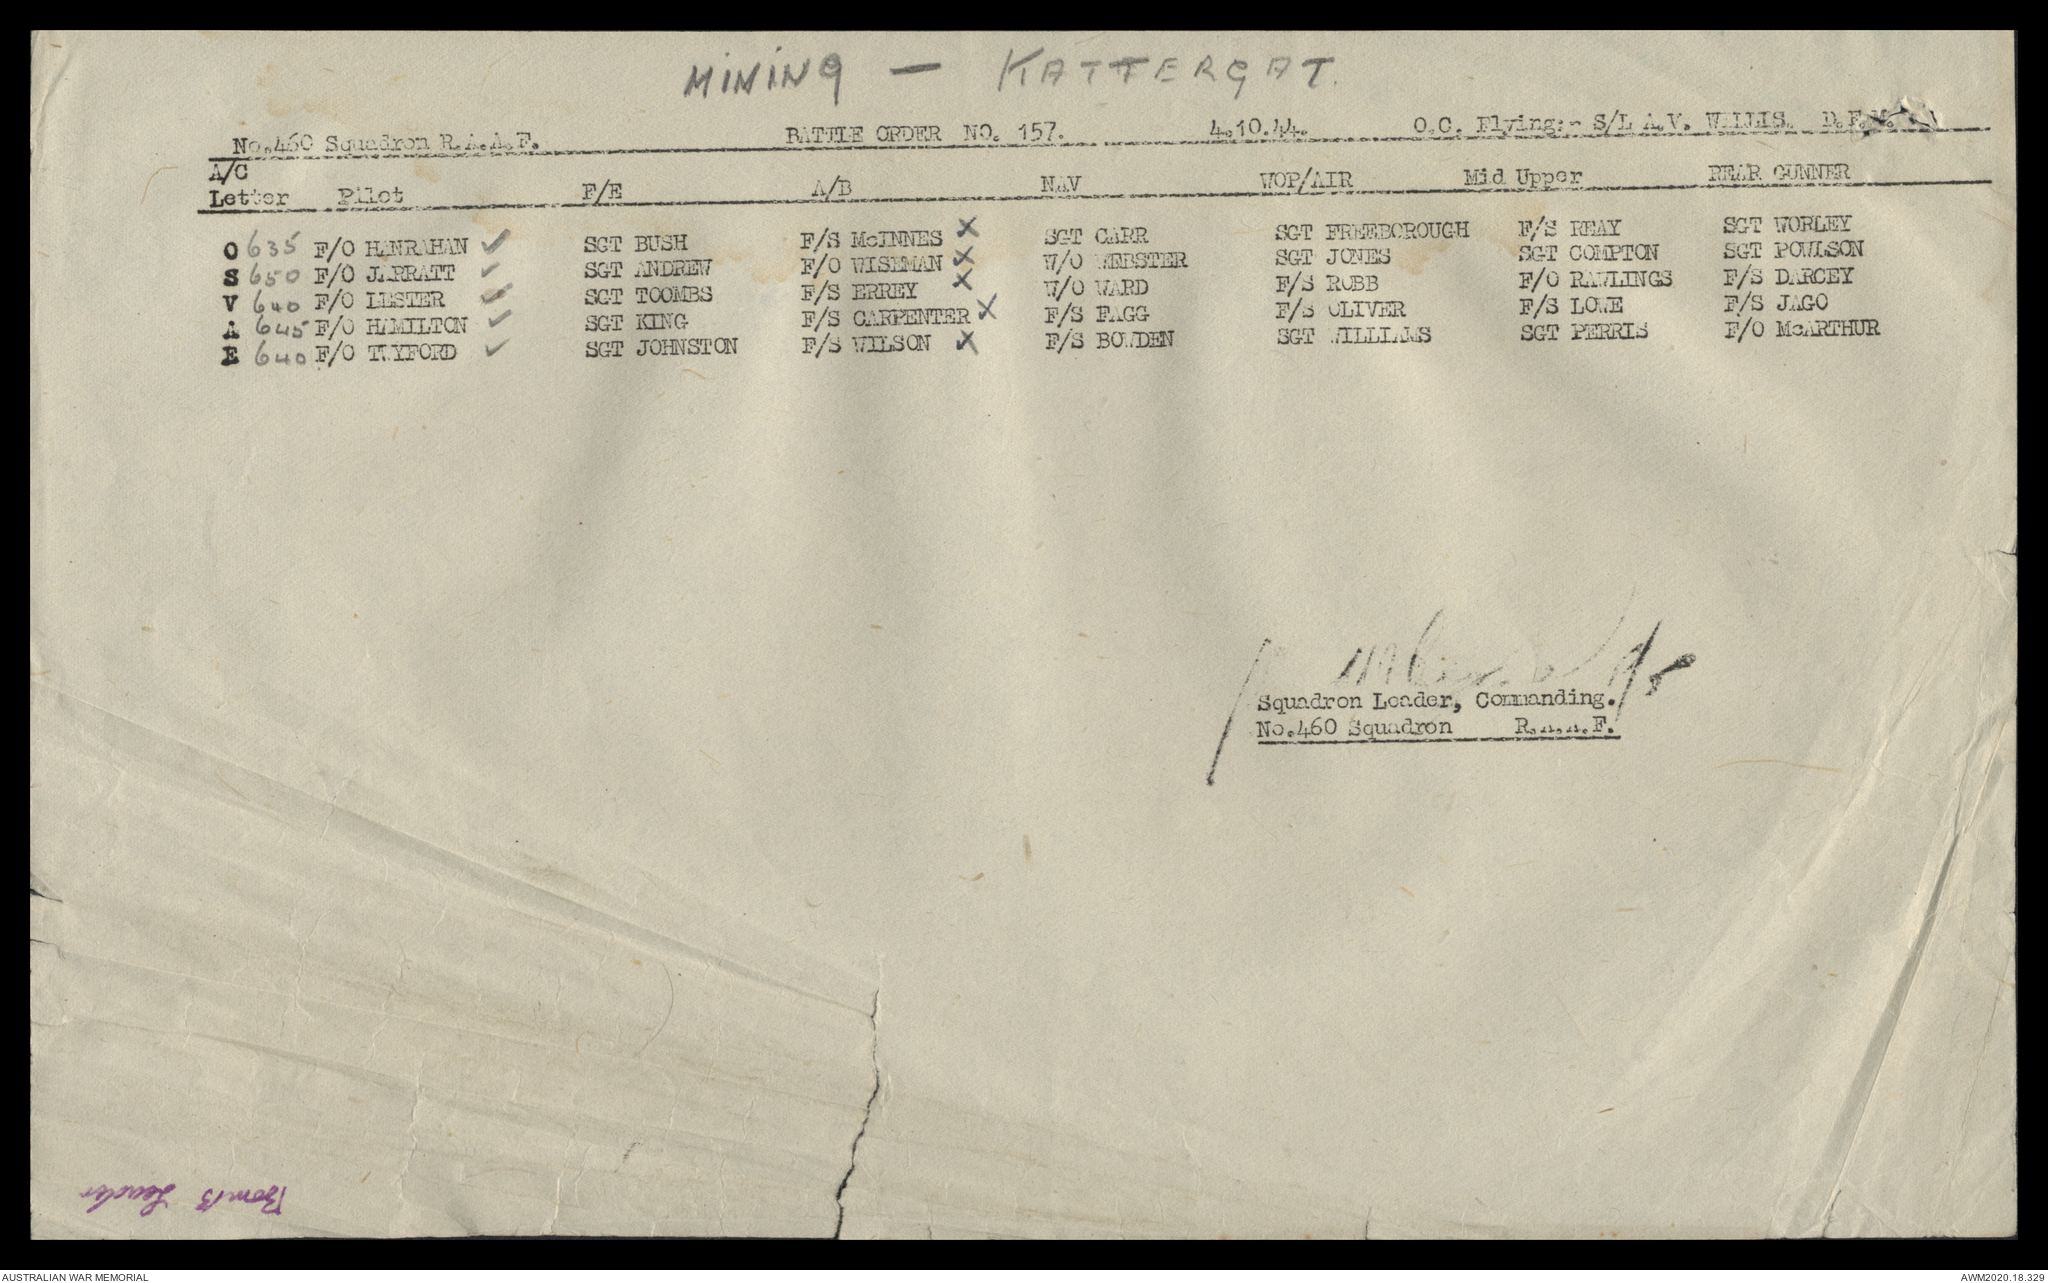 MINING — KATTERGAT.
No.460 Squadron R.A.A.F. BATTLE ORDER NO. 157. 4.10.44. O.C. Flying:- S/L A.V. WILLIS. D.F.M.
A/C
Letter Pilot F/E A/B NAV WOP/AIR Mid Upper REAR GUNNER
O 635 F/O HANRAHAN ✓ SGT BUSH F/S McINNES X SGT CARR SGT FREEBOROUGH F/S REAY SGT WORLEY
S 650 F/O JARRATT ✓ SGT ANDREW F/O WISEMAN X W/O WEBSTER SGT JONES SGT COMPTON SGT POULSON
V 640 F/O LESTER ✓ SGT TOOMBS F/S ERREY X W/O WARD F/S ROBB F/O RAWLINGS F/S DARCEY
A 645 F/O HAMILTON ✓ SGT KING F/S CARPENTER X F/S FAGG F/S OLIVER F/S LOWE F/S JAGO
E 640 F/O TWYFORD ✓ SGT JOHNSTON F/S WILSON X F/S BOWDEN SGT WILLIAMS SGT PERRIS F/O McARTHUR
Squadron Leader, Commanding.
No.460 Squadron R.A.A.F.
Bomb Leader
AUSTRALIAN WAR MEMORIAL AWM2020.18.329